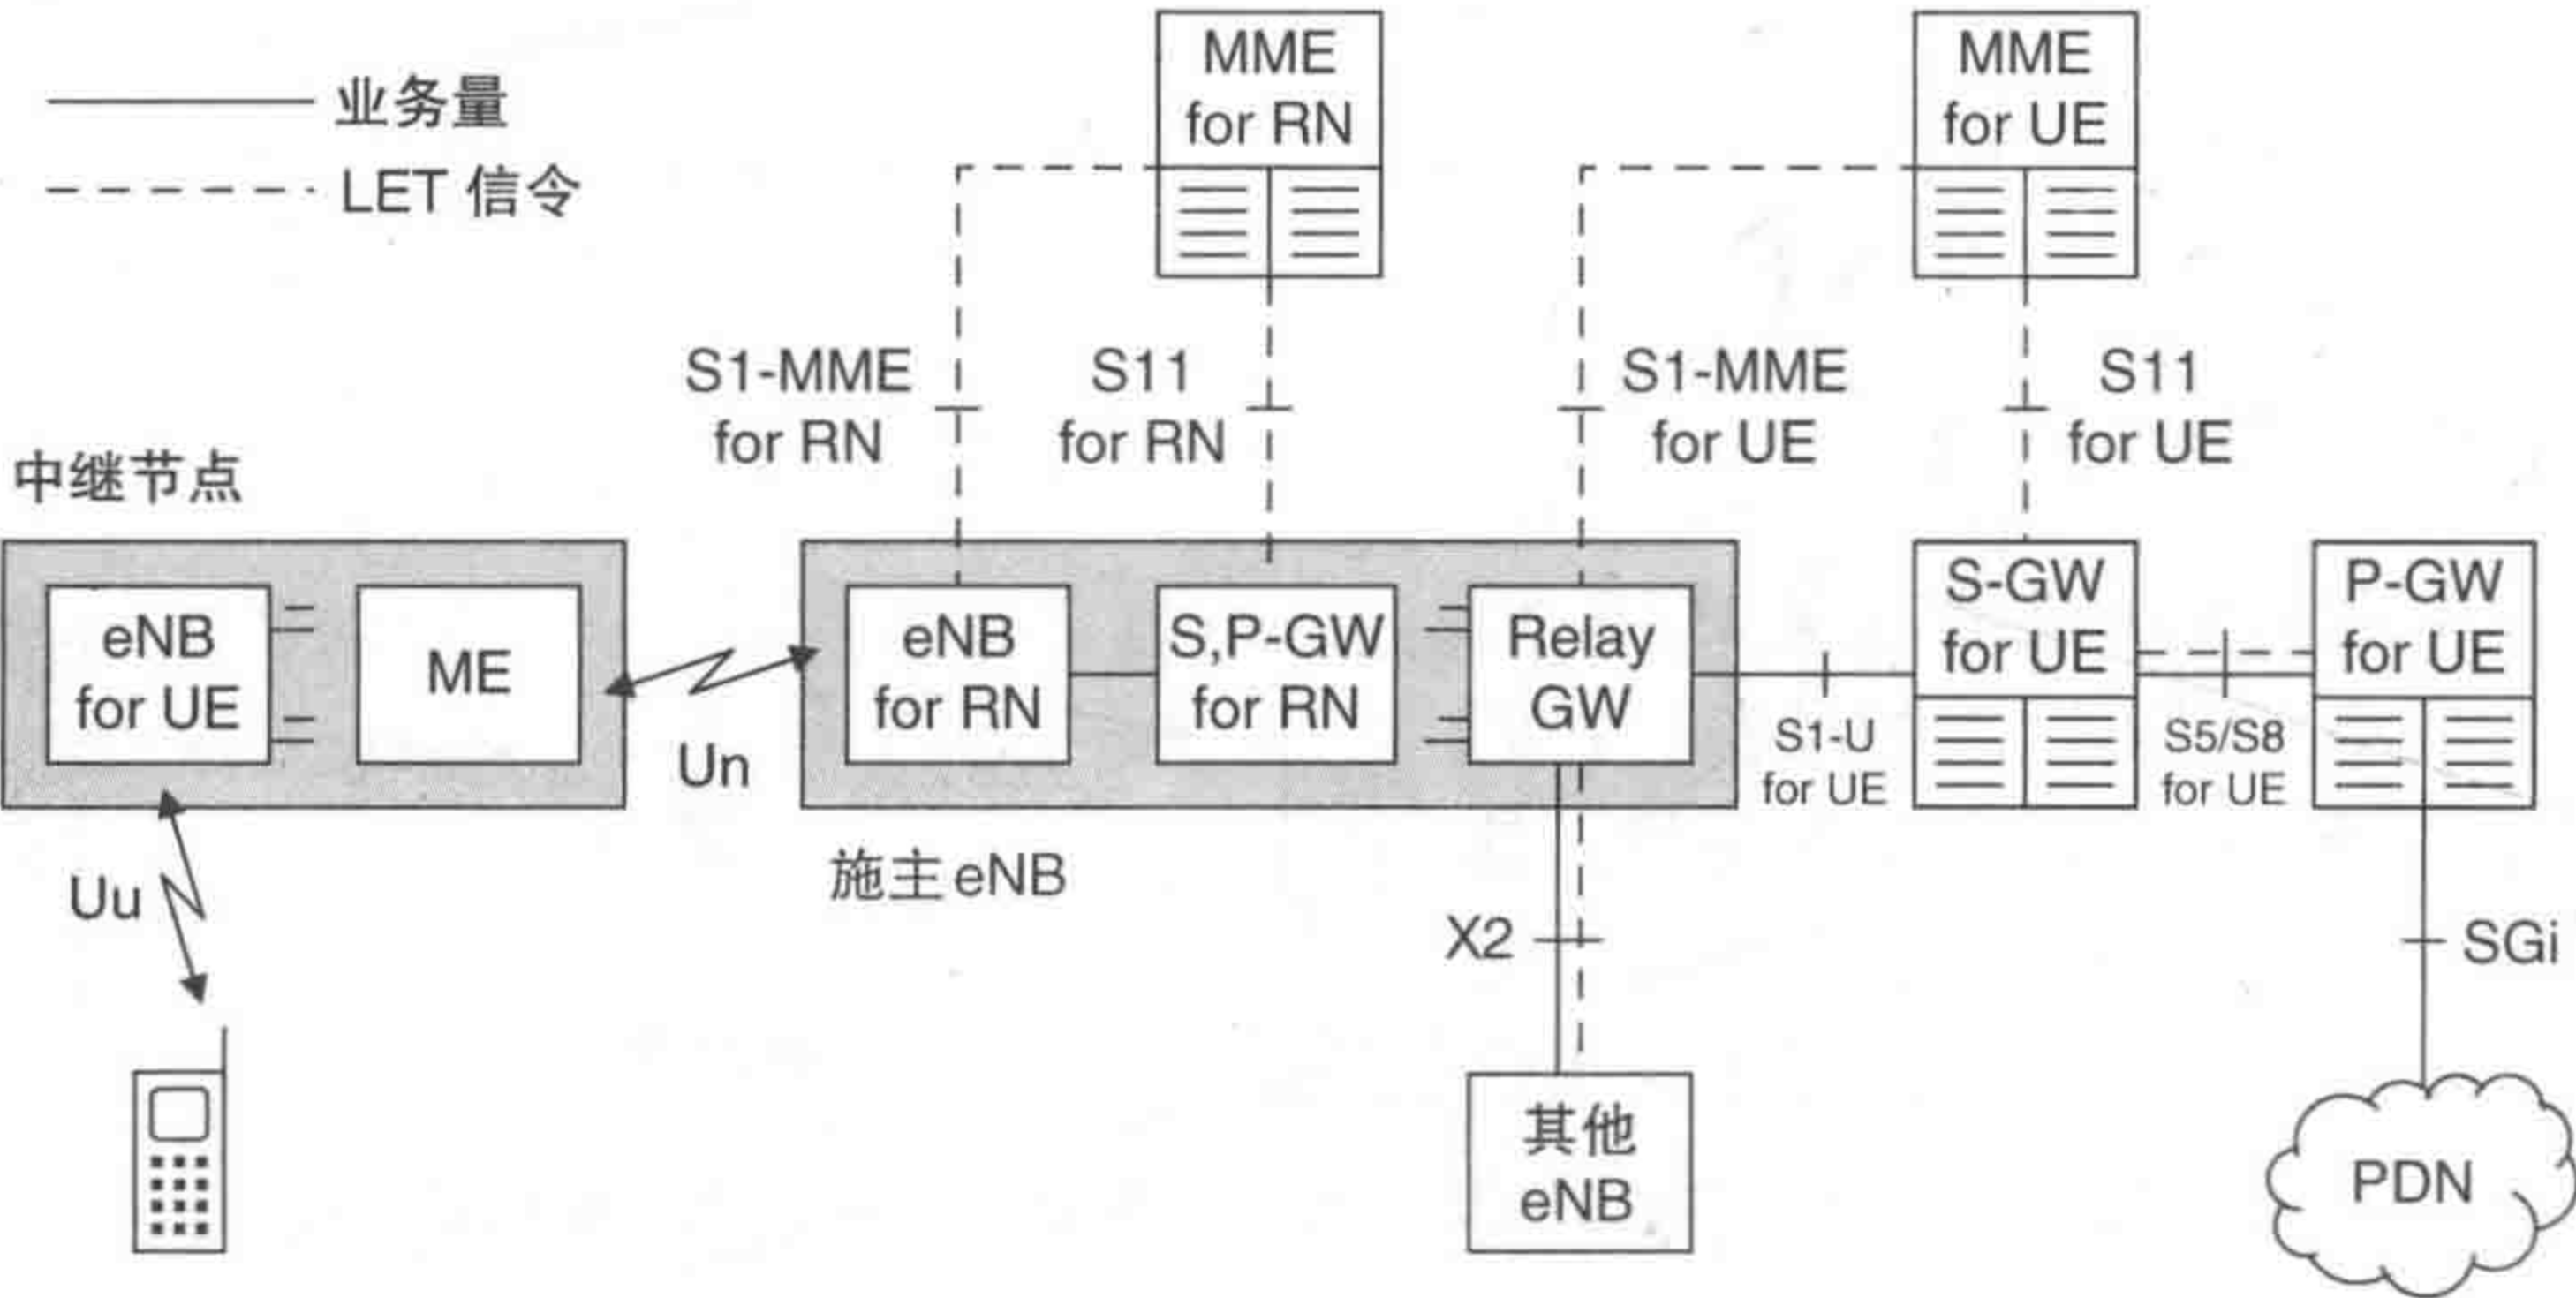 业务量
LET 信令
MME
for RN
MME
for UE
S1-MME
for RN
S11
for RN
S1-MME
for UE
S11
for UE
中继节点
eNB
for UE
ME
Un
eNB
for RN
S,P-GW
for RN
Relay
GW
S1-U
for UE
S-GW
for UE
S5/S8
for UE
P-GW
for UE
施主eNB
Uu
X2
SGi
其他
eNB
PDN